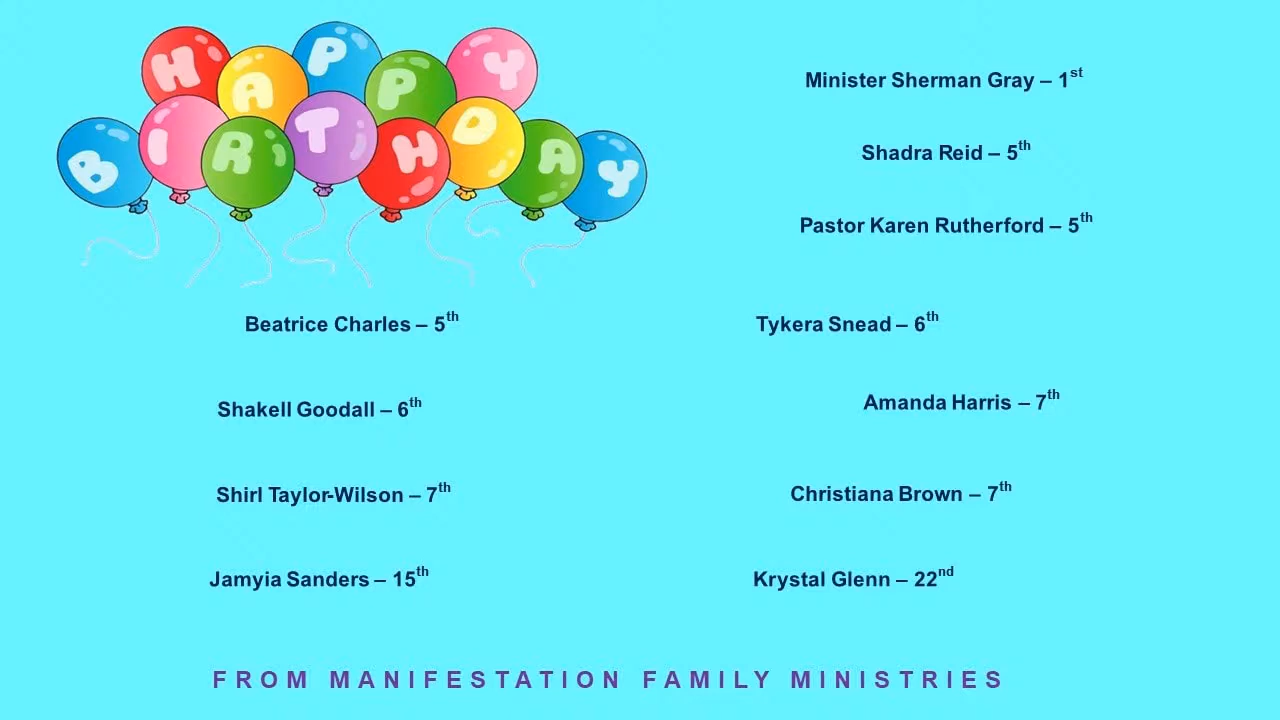 HAPPY
BIRTHDAY
Minister Sherman Gray – 1st
Shadra Reid – 5th
Pastor Karen Rutherford – 5th
Beatrice Charles – 5th
Tykera Snead – 6th
Shakell Goodall – 6th
Amanda Harris – 7th
Shirl Taylor-Wilson – 7th
Christiana Brown – 7th
Jamyia Sanders – 15th
Krystal Glenn – 22nd
FROM MANIFESTATION FAMILY MINISTRIES